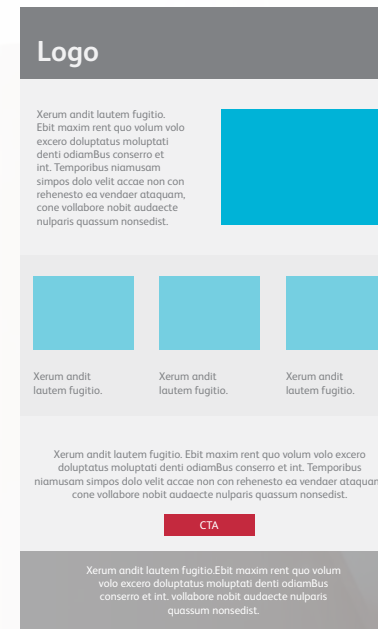 Logo
Xerum andit lautem fugitio.
Ebit maxim rent quo volum volo
excero doluptatus moluptati
denti odiamBus conserro et
int. Temporibus niamusam
simpos dolo velit accae non con
rehenesto ea vendaer ataquam,
cone vollabore nobit audaecte
nulparis quassum nonsedist.
Xerum andit
lautem fugitio.
Xerum andit
lautem fugitio.
Xerum andit
lautem fugitio.
Xerum andit lautem fugitio. Ebit maxim rent quo volum volo excero
doluptatus moluptati denti odiamBus conserro et int. Temporibus
niamusam simpos dolo velit accae non con rehenesto ea vendaer
cone vollabore nobit audaecte nulparis quassum nonsedist.
CTA
Xerum andit lautem fugitio.Ebit maxim rent quo volum
volo excero doluptatus moluptati denti odiamBus
conserro et int. vollabore nobit audaecte nulparis
quassum nonsedist.